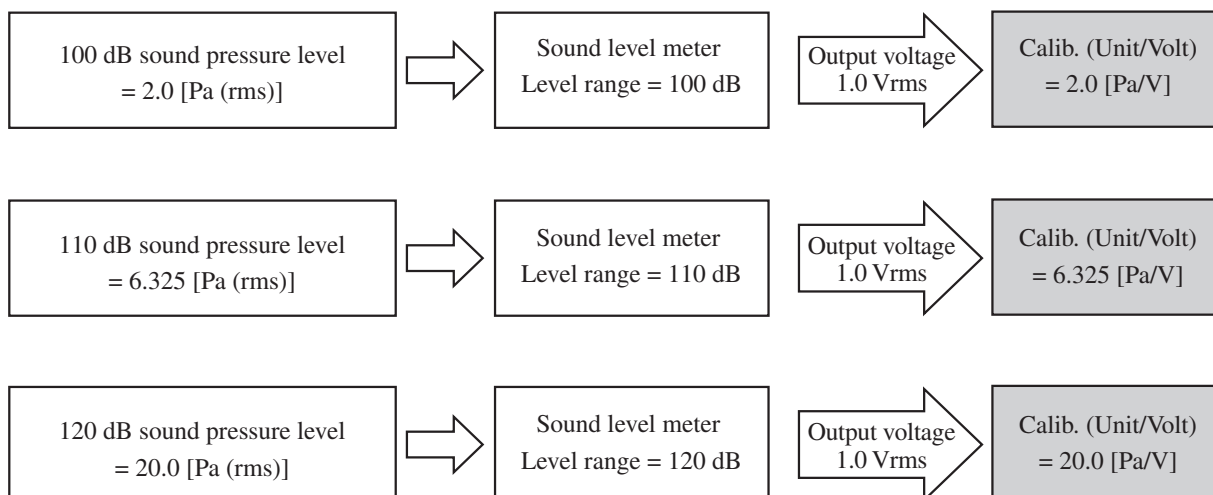 100 dB sound pressure level
= 2.0 [Pa (rms)]
Sound level meter
Level range = 100 dB
Output voltage
1.0 Vrms
Calib. (Unit/Volt)
= 2.0 [Pa/V]
110 dB sound pressure level
= 6.325 [Pa (rms)]
Sound level meter
Level range = 110 dB
Output voltage
1.0 Vrms
Calib. (Unit/Volt)
= 6.325 [Pa/V]
120 dB sound pressure level
= 20.0 [Pa (rms)]
Sound level meter
Level range = 120 dB
Output voltage
1.0 Vrms
Calib. (Unit/Volt)
= 20.0 [Pa/V]